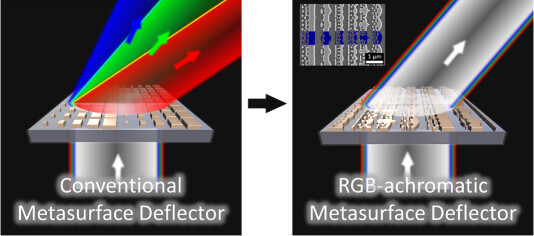 1 μm
Conventional
Metasurface Deflector
RGB-achromatic
Metasurface Deflector